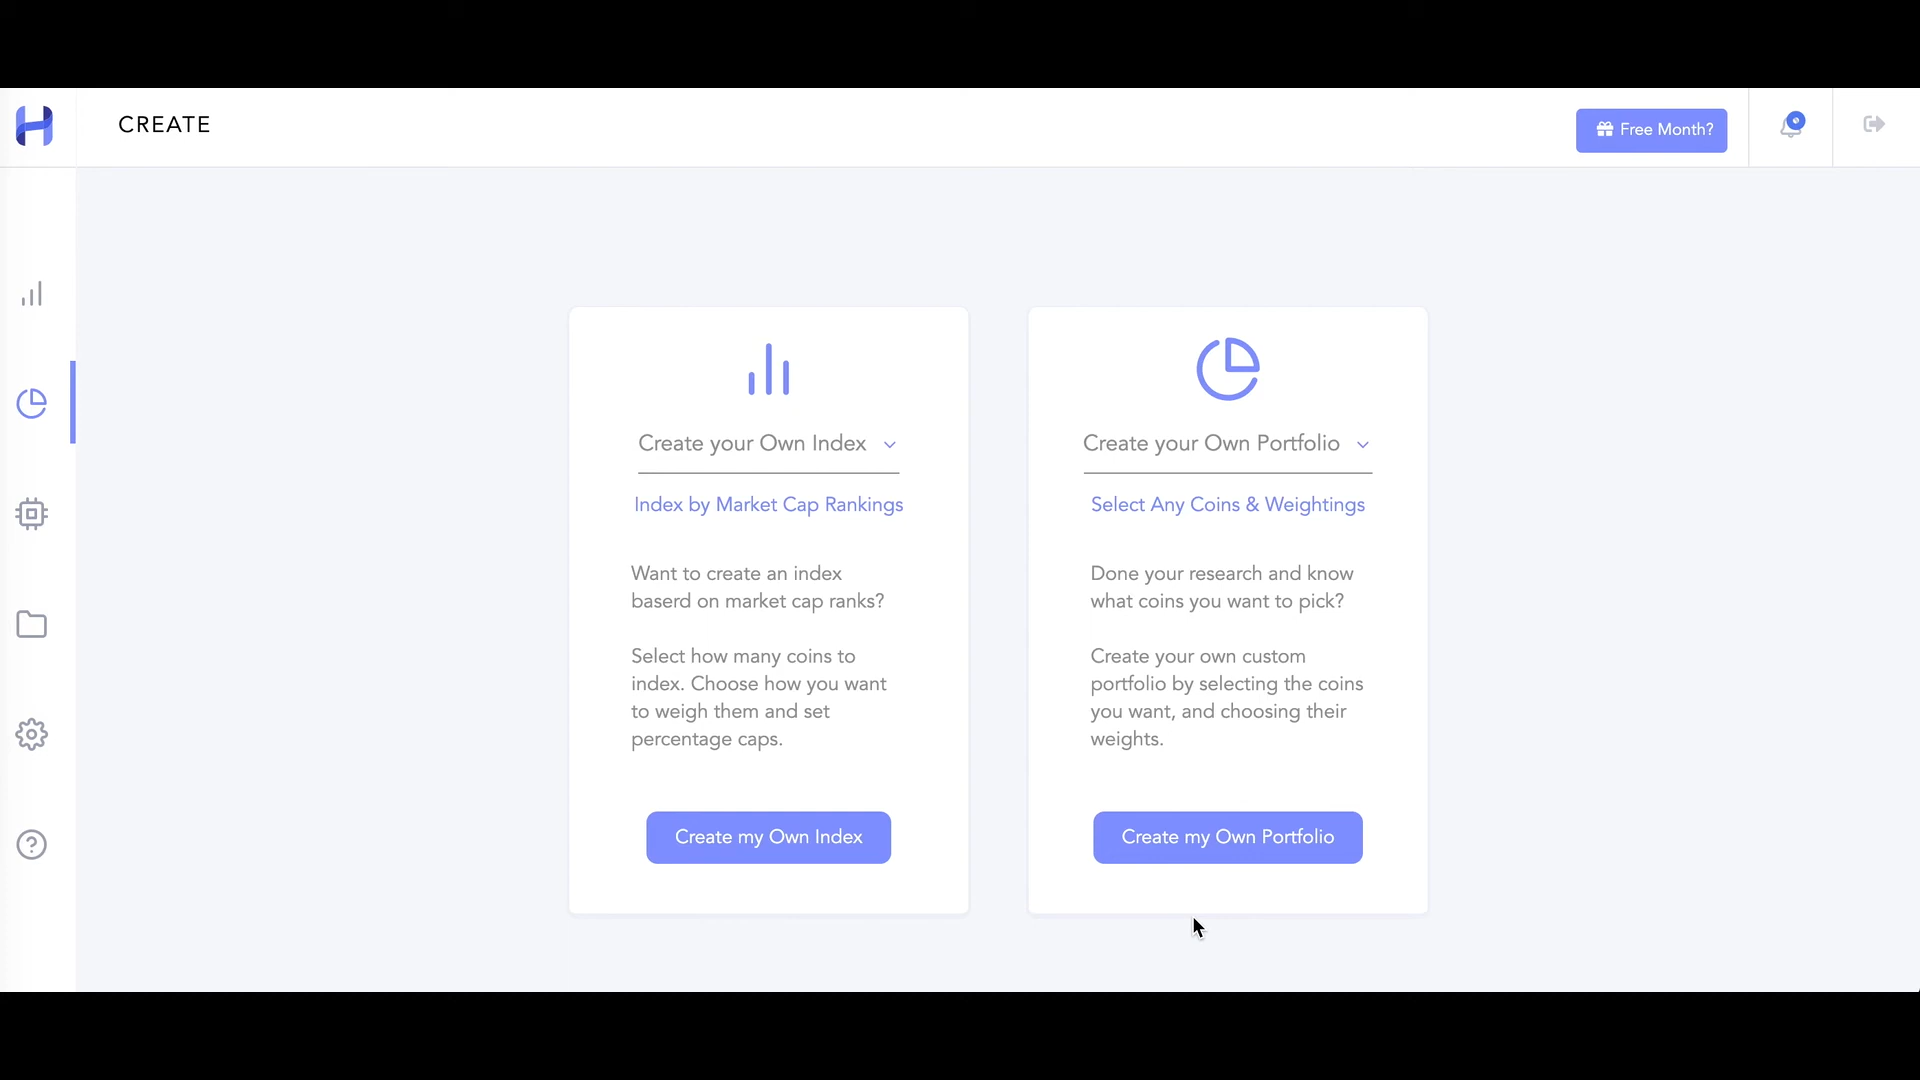 CREATE
Free Month?
Create your Own Index
Index by Market Cap Rankings
Want to create an index
baserd on market cap ranks?
Select how many coins to
index. Choose how you want
to weigh them and set
percentage caps.
Create my Own Index
Create your Own Portfolio
Select Any Coins & Weightings
Done your research and know
what coins you want to pick?
Create your own custom
portfolio by selecting the coins
you want, and choosing their
weights.
Create my Own Portfolio